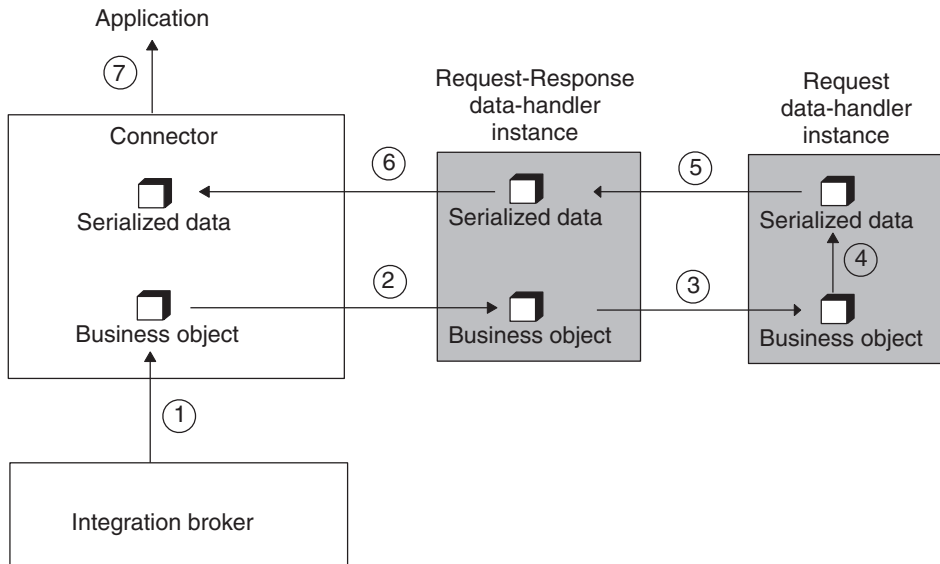 Application
7
Request-Response
data-handler
instance
Request
data-handler
instance
Connector
6
5
Serialized data
Serialized data
Serialized data
4
2
3
Business object
Business object
Business object
1
Integration broker